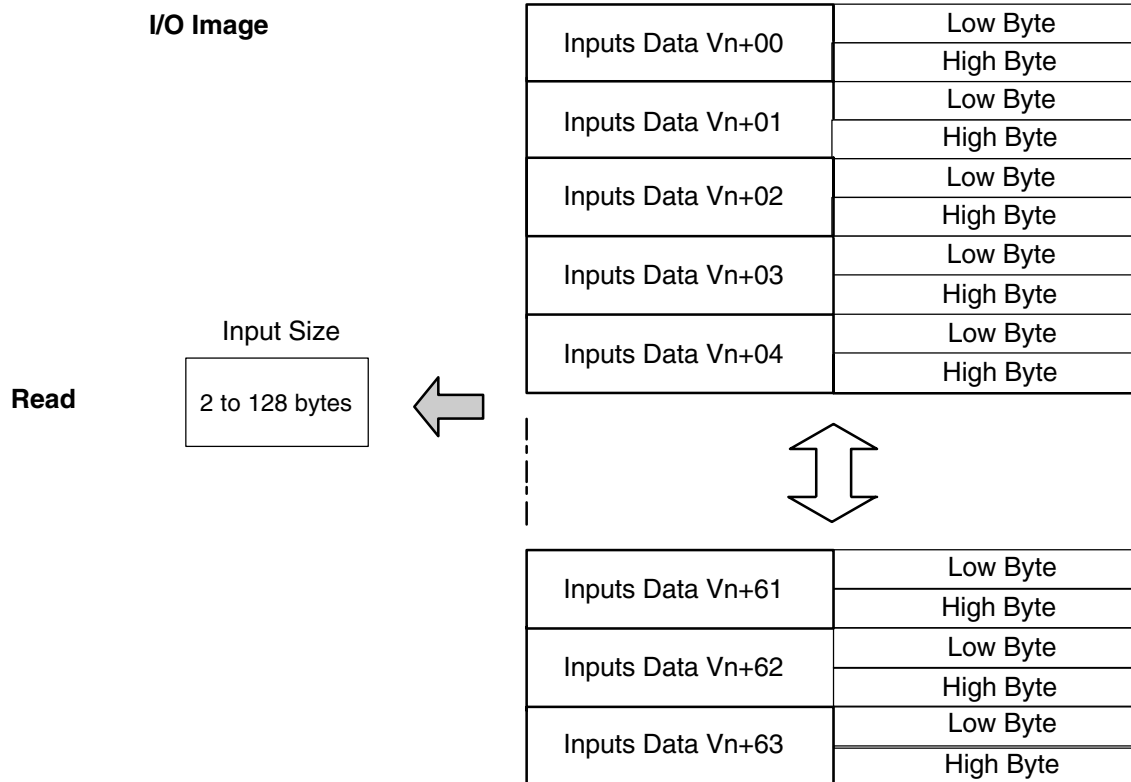 I/O Image
Inputs Data Vn+00
Low Byte
High Byte
Inputs Data Vn+01
Low Byte
High Byte
Inputs Data Vn+02
Low Byte
High Byte
Inputs Data Vn+03
Low Byte
High Byte
Inputs Data Vn+04
Low Byte
High Byte
Input Size
Read
2 to 128 bytes
Inputs Data Vn+61
Low Byte
High Byte
Inputs Data Vn+62
Low Byte
High Byte
Inputs Data Vn+63
Low Byte
High Byte